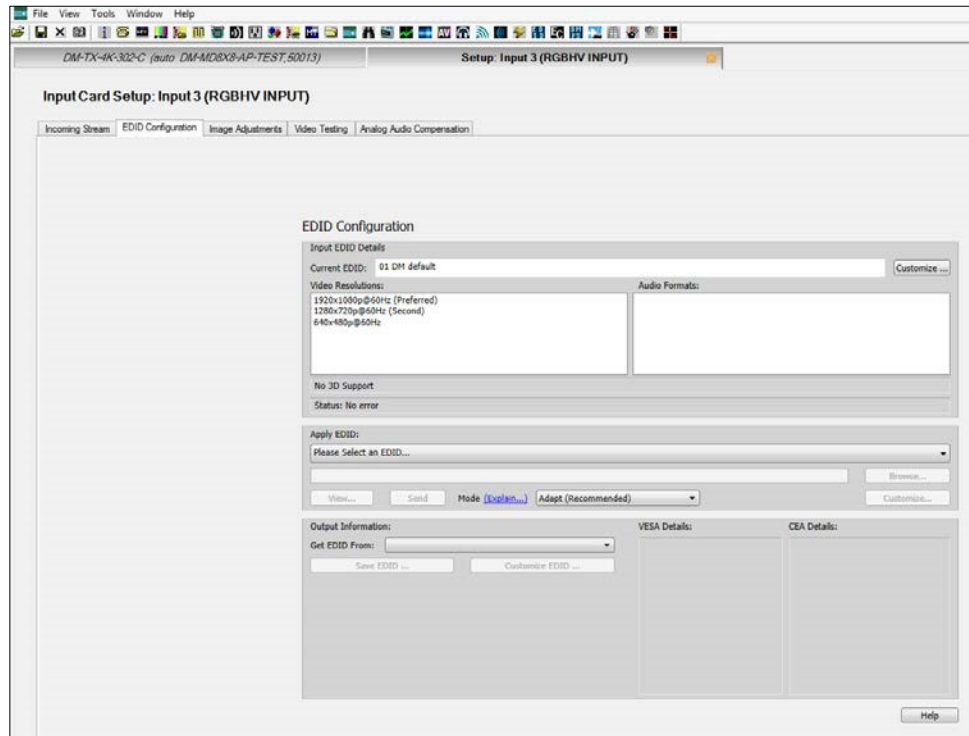 File View Tools Window Help
DM-TX-4K-302-C (auto DM-MD8X8-AP-TEST,50013) Setup: Input 3 (RGBHV INPUT)
Input Card Setup: Input 3 (RGBHV INPUT)
Incoming Stream EDID Configuration Image Adjustments Video Testing Analog Audio Compensation
EDID Configuration
Input EDID Details
Current EDID: 01 DM default Customize ...
Video Resolutions: Audio Formats:
1920x1080p@60Hz (Preferred)
1280x720p@60Hz (Second)
640x480p@60Hz
No 3D Support
Status: No error
Apply EDID:
Please Select an EDID...
Browse...
View... Send Mode (Explain...) Adapt (Recommended) Customize...
Output Information: VESA Details: CEA Details:
Get EDID From:
Save EDID ... Customize EDID ...
Help